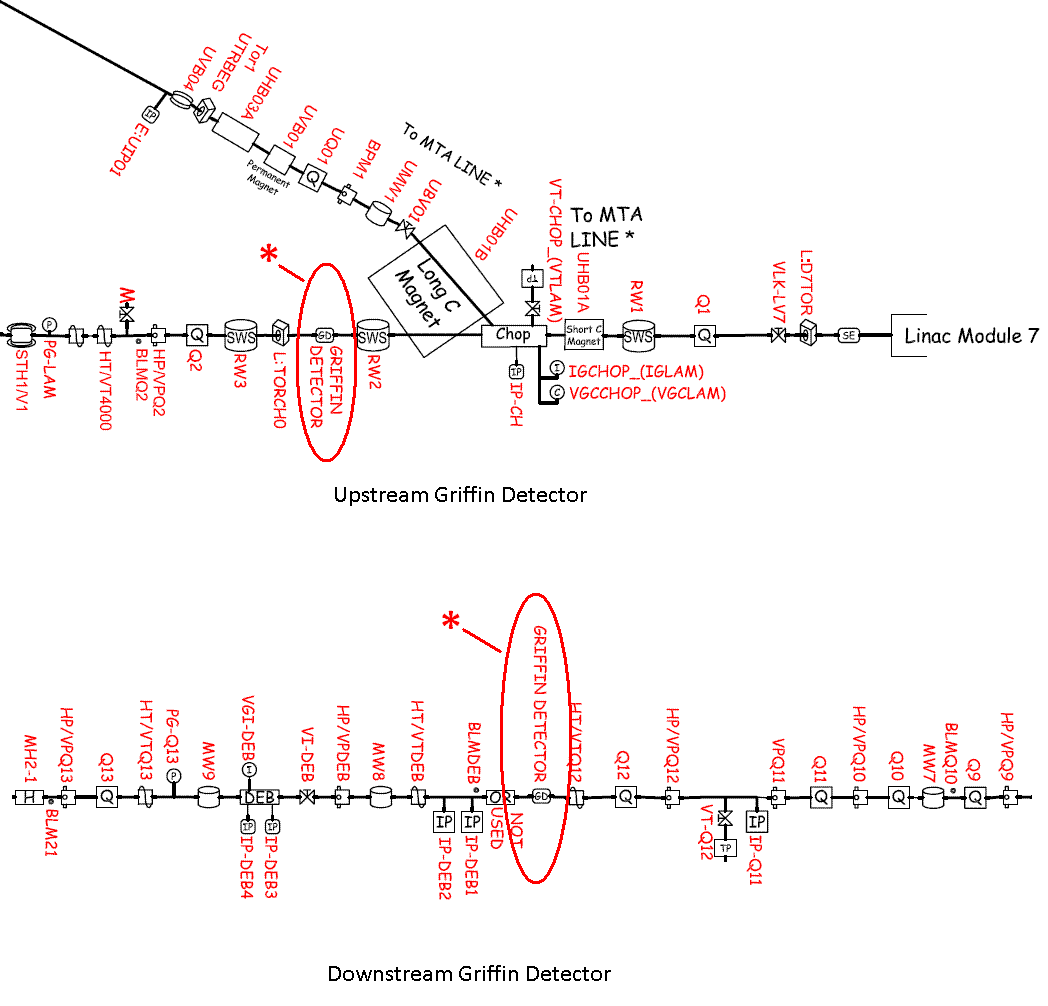 UVB04
UTRBEG
Tor1
UHB03A
UVB01
UQ01
BPM1
UMW1
UBV01
UHB01B
E:UIP01
IP
Permanent
Magnet
Q
To MTA LINE *
Long C
Magnet
VT-CHOP_(VTLAM)
TP
To MTA
LINE *
UHB01A
RW1
Q1
VLK-LV7
L:D7TOR
*
M
P
SWS
Q
GD
SWS
Chop
Short C
Magnet
SWS
Q
SE
Linac Module 7
STH1/V1
PG-LAM
HT/VT4000
BLMQ2
HP/VPQ2
Q2
RW3
L:TORCH0
GRIFFIN
DETECTOR
RW2
IP
IP-CH
I
IGCHOP_(IGLAM)
C
VGCCHOP_(VGCLAM)
Upstream Griffin Detector
*
GRIFFIN DETECTOR
MH2-1
BLM21
HP/VPQ13
Q13
HT/VTQ13
PG-Q13
MW9
VGI-DEB
VI-DEB
HP/VPDEB
MW8
HT/VTDEB
BLMDEB
HT/VTQ12
Q12
HP/VPQ12
VPQ11
Q11
HP/VPQ10
Q10
MW7
BLMQ10
Q9
HP/VPQ9
H
Q
P
I
DEB
OR
GD
Q
Q
Q
Q
IP
IP-DEB4
IP
IP-DEB3
IP
IP-DEB2
IP
IP-DEB1
NOT
USED
VT-Q12
TP
IP
IP-Q11
Downstream Griffin Detector